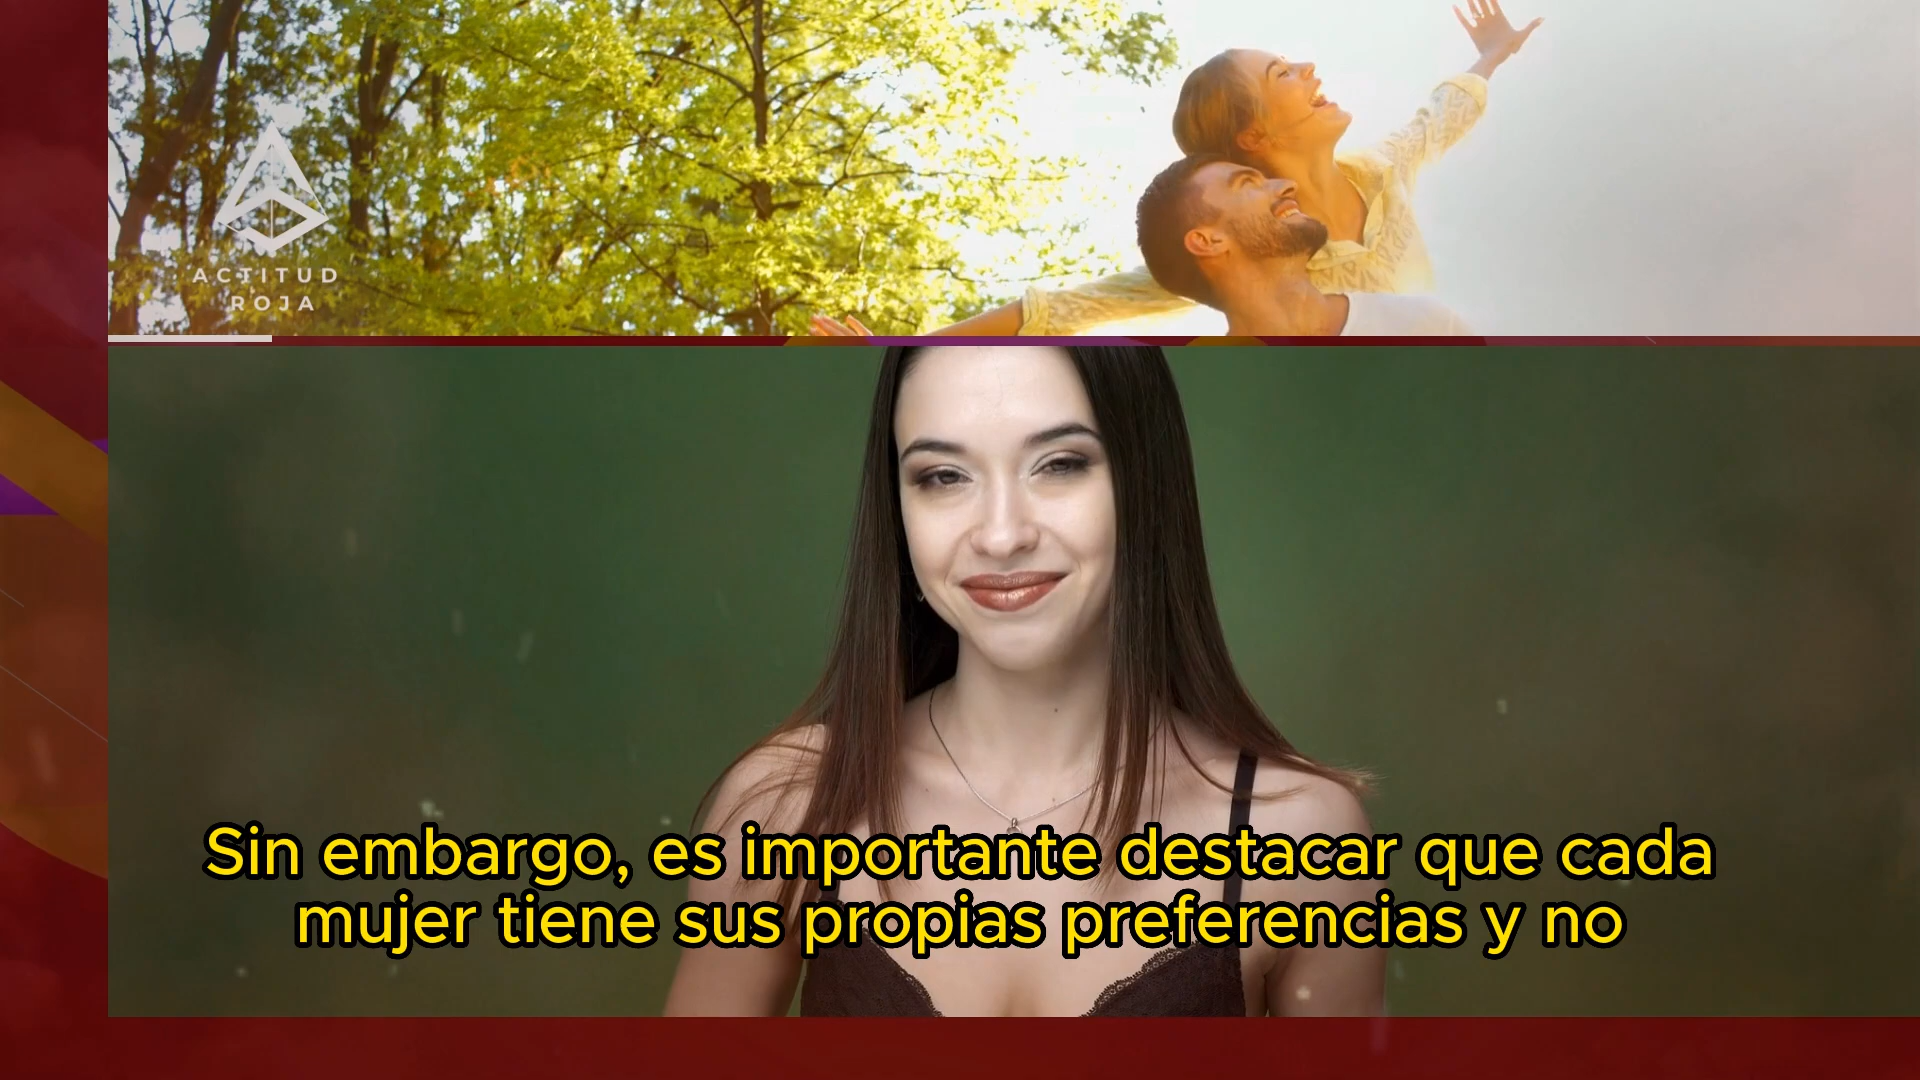 ACTITUD
ROJA
Sin embargo, es importante destacar que cada
mujer tiene sus propias preferencias y no